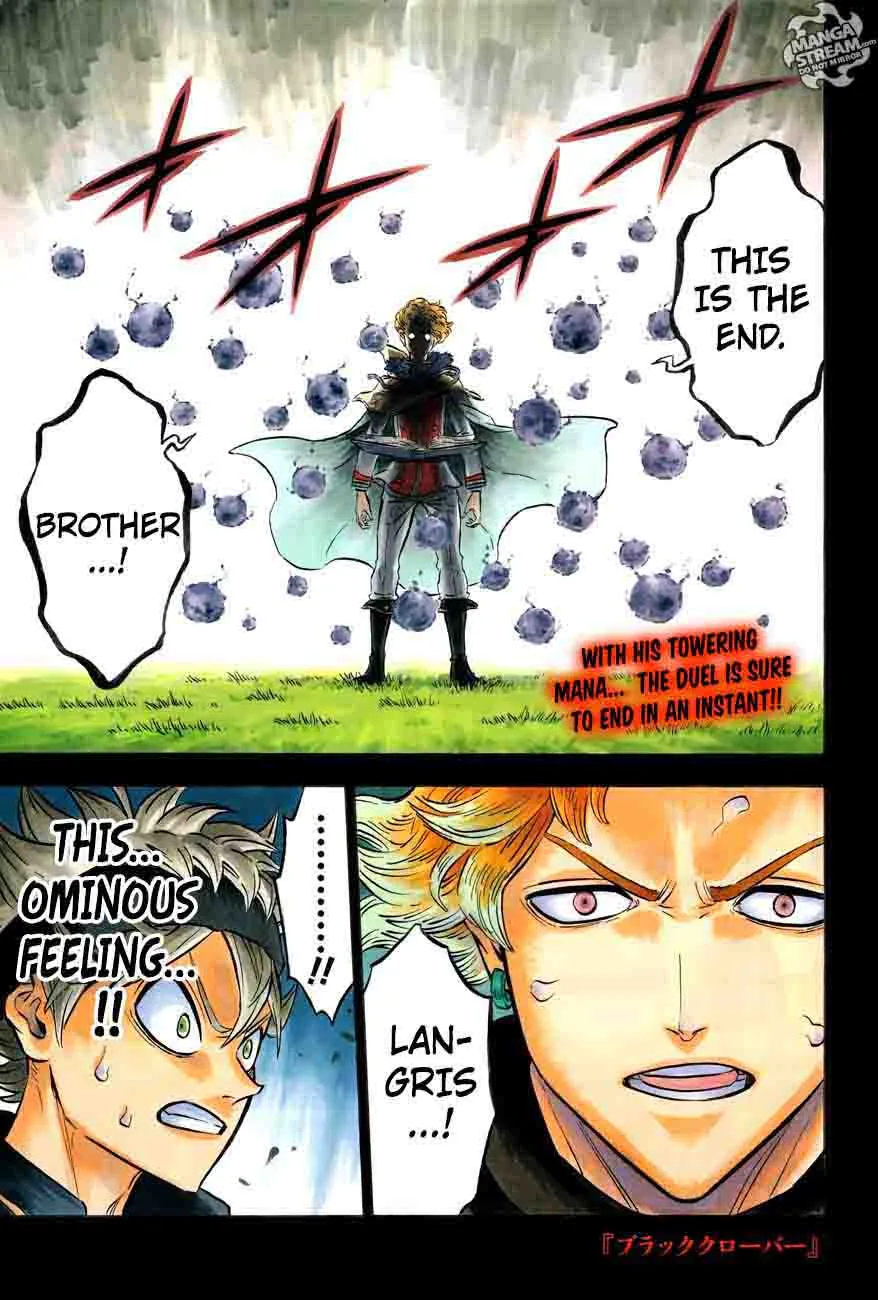 MANGA
STREAM.com
DO NOT MIRROR
THIS
IS THE
END.
BROTHER
...!
WITH HIS TOWERING
MANA... THE DUEL IS SURE
TO END IN AN INSTANT!!
LAN-
GRIS
...!
.........!!
THIS...
OMINOUS
FEELING...
!!
『ブラッククローバー』